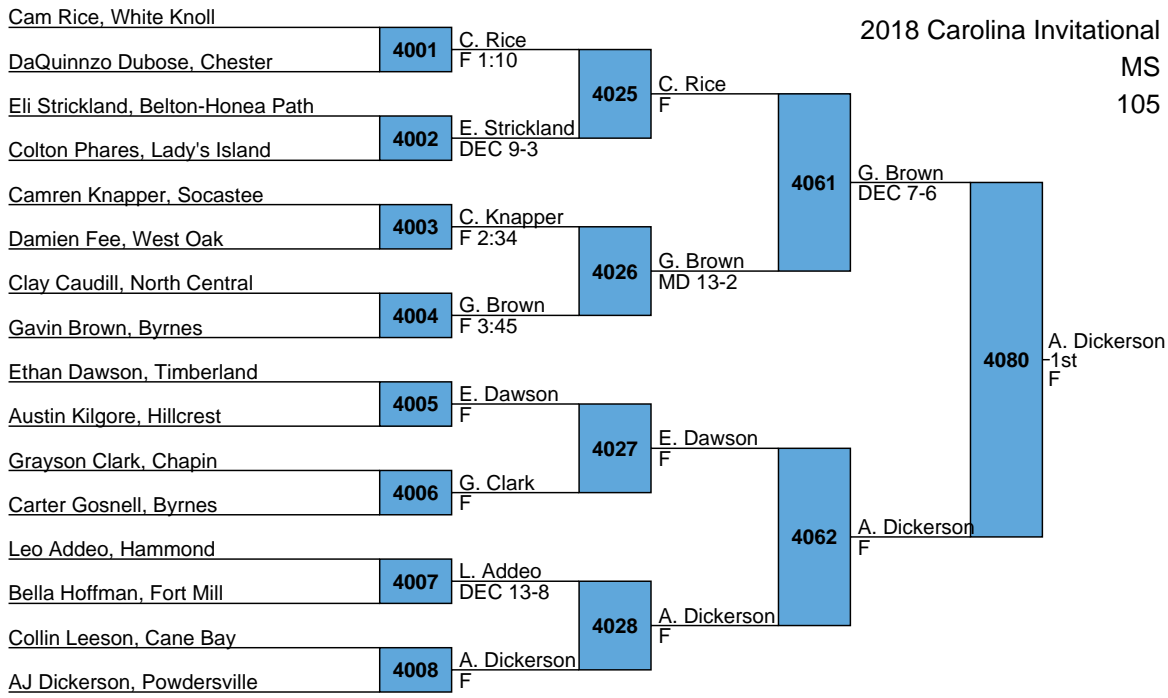 2018 Carolina Invitational
MS
105
Cam Rice, White Knoll
DaQuinnzo Dubose, Chester
Eli Strickland, Belton-Honea Path
Colton Phares, Lady's Island
Camren Knapper, Socastee
Damien Fee, West Oak
Clay Caudill, North Central
Gavin Brown, Byrnes
Ethan Dawson, Timberland
Austin Kilgore, Hillcrest
Grayson Clark, Chapin
Carter Gosnell, Byrnes
Leo Addeo, Hammond
Bella Hoffman, Fort Mill
Collin Leeson, Cane Bay
AJ Dickerson, Powdersville
4001
4002
4003
4004
4005
4006
4007
4008
C. Rice
F 1:10
E. Strickland
DEC 9-3
C. Knapper
F 2:34
G. Brown
F 3:45
E. Dawson
F
G. Clark
F
L. Addeo
DEC 13-8
A. Dickerson
F
4025
4026
4027
4028
C. Rice
F
G. Brown
MD 13-2
E. Dawson
F
A. Dickerson
F
4061
4062
G. Brown
DEC 7-6
A. Dickerson
F
4080
A. Dickerson
1st
F